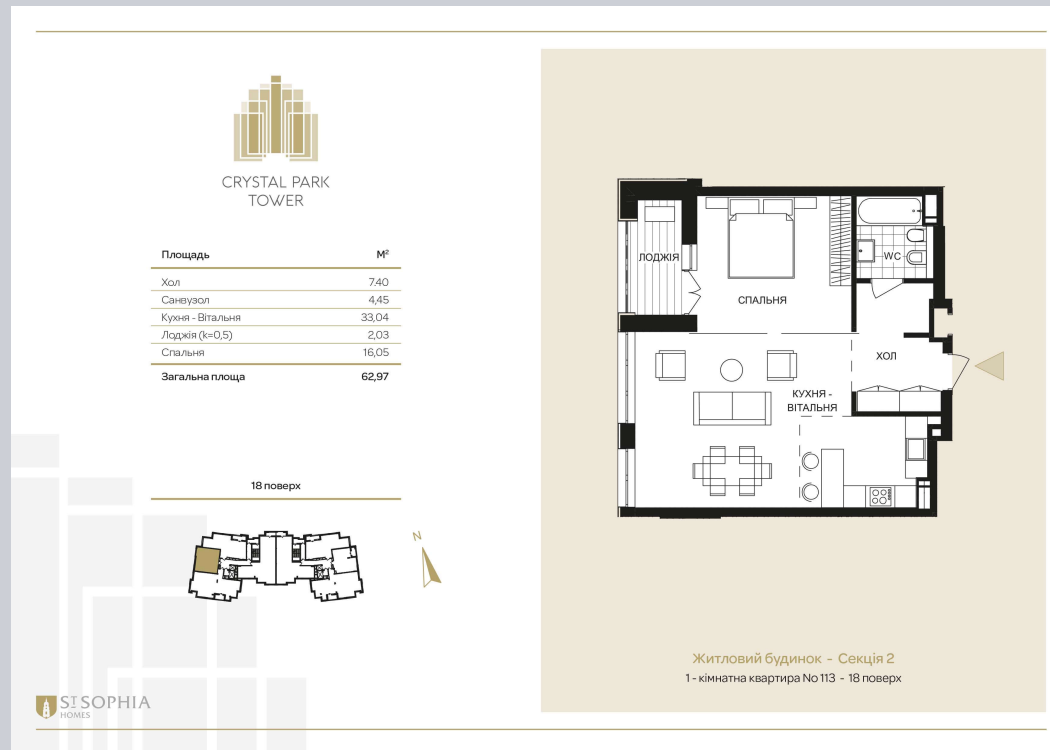 CRYSTAL PARK
TOWER
Площадь М²
Хол 7.40
Санвузол 4,45
Кухня - Вітальня 33,04
Лоджія (k=0,5) 2,03
Спальня 16,05
Загальна площа 62,97
18 поверх
N
ST SOPHIA
HOMES
ЛОДЖІЯ
СПАЛЬНЯ
WC
ХОЛ
КУХНЯ -
ВІТАЛЬНЯ
Житловий будинок - Секція 2
1 - кімнатна квартира No 113 - 18 поверх